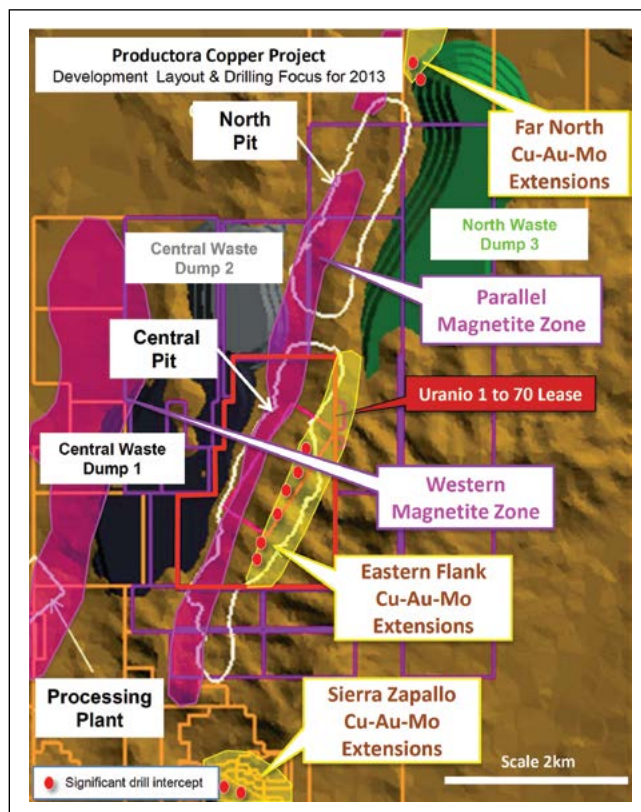 Productora Copper Project
Development Layout & Drilling Focus for 2013
North
Pit
Far North
Cu-Au-Mo
Extensions
Central Waste
Dump 2
North Waste
Dump 3
Parallel
Magnetite Zone
Central
Pit
Uranio 1 to 70 Lease
Central Waste
Dump 1
Western
Magnetite Zone
Eastern Flank
Cu-Au-Mo
Extensions
Processing
Plant
Sierra Zapallo
Cu-Au-Mo
Extensions
Scale 2km
Significant drill intercept